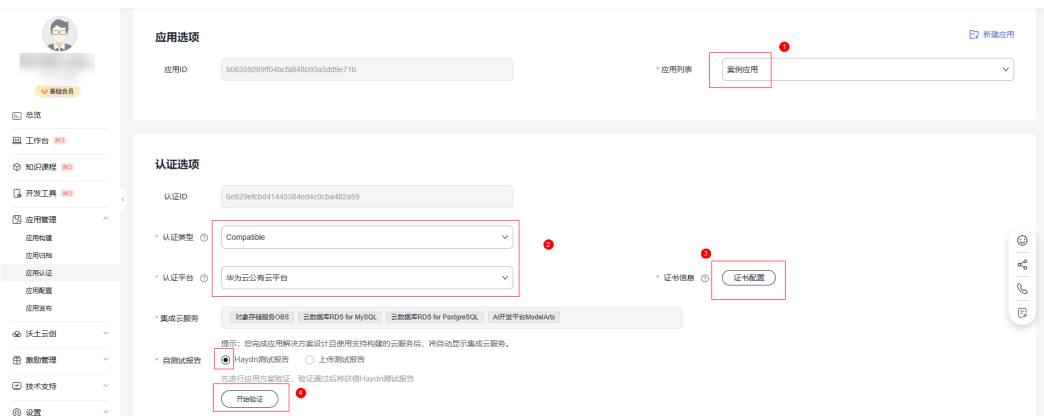 基础会员
总览
工作台 热门
知识课程 热门
开发工具 热门
应用管理
应用构建
应用归档
应用认证
应用配置
应用发布
沃土云创
激励管理
技术支持
设置
应用选项
新建应用
1
应用ID b08359289ff04bcfa848b93a5dd9e71b * 应用列表 案例应用
认证选项
认证ID 6e629efcbd41445384ed4c0cba482a59
* 认证类型 Compatible
2
3
* 认证平台 华为云公有云平台 * 证书信息 证书配置
* 集成云服务 对象存储服务OBS 云数据库RDS for MySQL 云数据库RDS for PostgreSQL AI开发平台ModelArts
提示：您完成应用解决方案设计且使用支持构建的云服务后，将自动显示集成云服务。
* 自测试报告 Haydn测试报告 上传测试报告
先进行应用方案验证，验证通过后将获得Haydn测试报告
4
开始验证